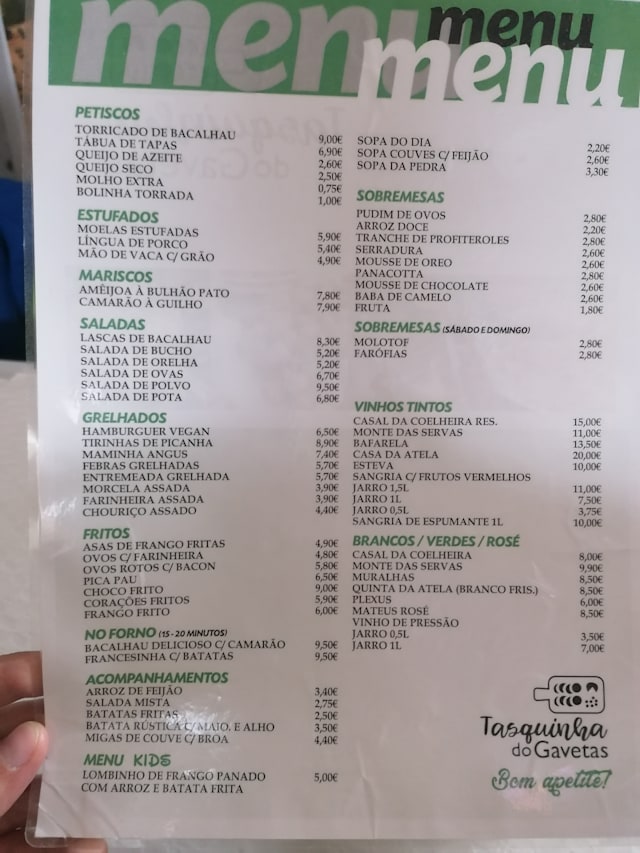 menu menu menu
PETISCOS
TORRICADO DE BACALHAU 9,00€
TÁBUA DE TAPAS 6,90€
QUEIJO DE AZEITE 2,60€
QUEIJO SECO 2,50€
MOLHO EXTRA 0,75€
BOLINHA TORRADA 1,00€
ESTUFADOS
MOELAS ESTUFADAS 5,90€
LÍNGUA DE PORCO 5,40€
MÃO DE VACA C/ GRÃO 4,90€
MARISCOS
AMÊIJOA À BULHÃO PATO 7,80€
CAMARÃO À GUILHO 7,90€
SALADAS
LASCAS DE BACALHAU 8,30€
SALADA DE BUCHO 5,20€
SALADA DE ORELHA 5,20€
SALADA DE OVAS 6,70€
SALADA DE POLVO 9,50€
SALADA DE POTA 6,80€
GRELHADOS
HAMBURGUER VEGAN 6,50€
TIRINHAS DE PICANHA 8,90€
MAMINHA ANGUS 7,40€
FEBRAS GRELHADAS 5,70€
ENTREMEADA GRELHADA 5,70€
MORCELA ASSADA 3,90€
FARINHEIRA ASSADA 3,90€
CHOURIÇO ASSADO 4,40€
FRITOS
ASAS DE FRANGO FRITAS 4,90€
OVOS C/ FARINHEIRA 4,80€
OVOS ROTOS C/ BACON 5,80€
PICA PAU 6,50€
CHOCO FRITO 9,00€
CORAÇÕES FRITOS 5,90€
FRANGO FRITO 6,00€
NO FORNO (15 - 20 MINUTOS)
BACALHAU DELICIOSO C/ CAMARÃO 9,50€
FRANCESINHA C/ BATATAS 9,50€
ACOMPANHAMENTOS
ARROZ DE FEIJÃO 3,40€
SALADA MISTA 2,75€
BATATAS FRITAS 2,50€
BATATA RÚSTICA C/ MAIO. E ALHO 3,50€
MIGAS DE COUVE C/ BROA 4,40€
MENU KIDS
LOMBINHO DE FRANGO PANADO 5,00€
COM ARROZ E BATATA FRITA
SOPA DO DIA 2,20€
SOPA COUVES C/ FEIJÃO 2,60€
SOPA DA PEDRA 3,30€
SOBREMESAS
PUDIM DE OVOS 2,80€
ARROZ DOCE 2,20€
TRANCHE DE PROFITEROLES 2,80€
SERRADURA 2,60€
MOUSSE DE OREO 2,60€
PANACOTTA 2,80€
MOUSSE DE CHOCOLATE 2,60€
BABA DE CAMELO 2,60€
FRUTA 1,80€
SOBREMESAS (SÁBADO E DOMINGO)
MOLOTOF 2,80€
FARÓFIAS 2,80€
VINHOS TINTOS
CASAL DA COELHEIRA RES. 15,00€
MONTE DAS SERVAS 11,00€
BAFARELA 13,50€
CASA DA ATELA 20,00€
ESTEVA 10,00€
SANGRIA C/ FRUTOS VERMELHOS
JARRO 1,5L 11,00€
JARRO 1L 7,50€
JARRO 0,5L 3,75€
SANGRIA DE ESPUMANTE 1L 10,00€
BRANCOS / VERDES / ROSÉ
CASAL DA COELHEIRA 8,00€
MONTE DAS SERVAS 9,90€
MURALHAS 8,50€
QUINTA DA ATELA (BRANCO FRIS.) 8,50€
PLEXUS 6,00€
MATEUS ROSÉ 8,50€
VINHO DE PRESSÃO
JARRO 0,5L 3,50€
JARRO 1L 7,00€
Tasquinha
do Gavetas
Bom apetite!